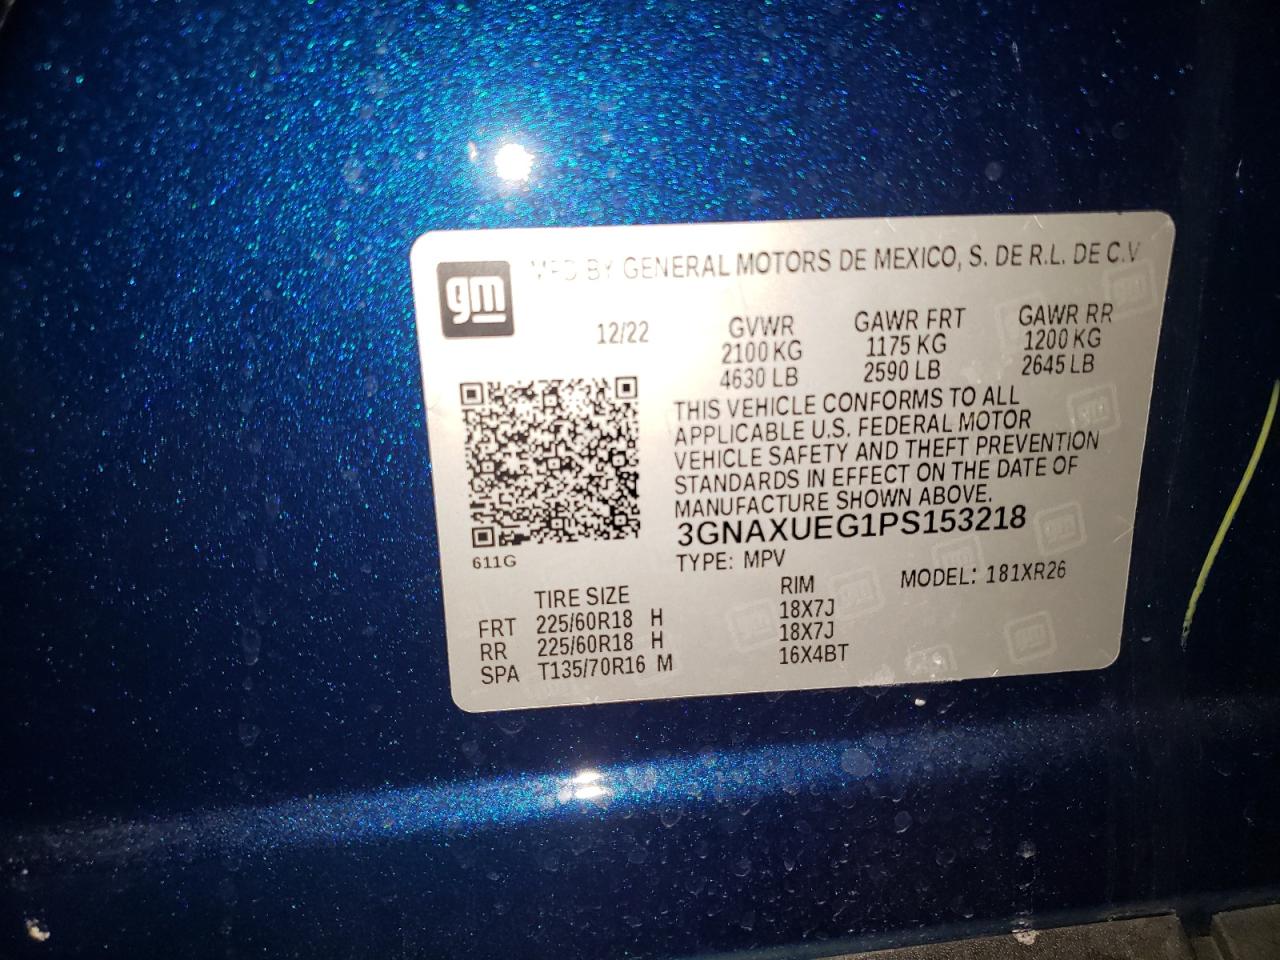 MFD BY GENERAL MOTORS DE MEXICO, S. DE R.L. DE C.V
gm
12/22 GVWR GAWR FRT GAWR RR
2100 KG 1175 KG 1200 KG
4630 LB 2590 LB 2645 LB
THIS VEHICLE CONFORMS TO ALL
APPLICABLE U.S. FEDERAL MOTOR
VEHICLE SAFETY AND THEFT PREVENTION
STANDARDS IN EFFECT ON THE DATE OF
MANUFACTURE SHOWN ABOVE.
3GNAXUEG1PS153218
611G
TYPE: MPV MODEL: 181XR26
TIRE SIZE RIM
FRT 225/60R18 H 18X7J
RR 225/60R18 H 18X7J
SPA T135/70R16 M 16X4BT